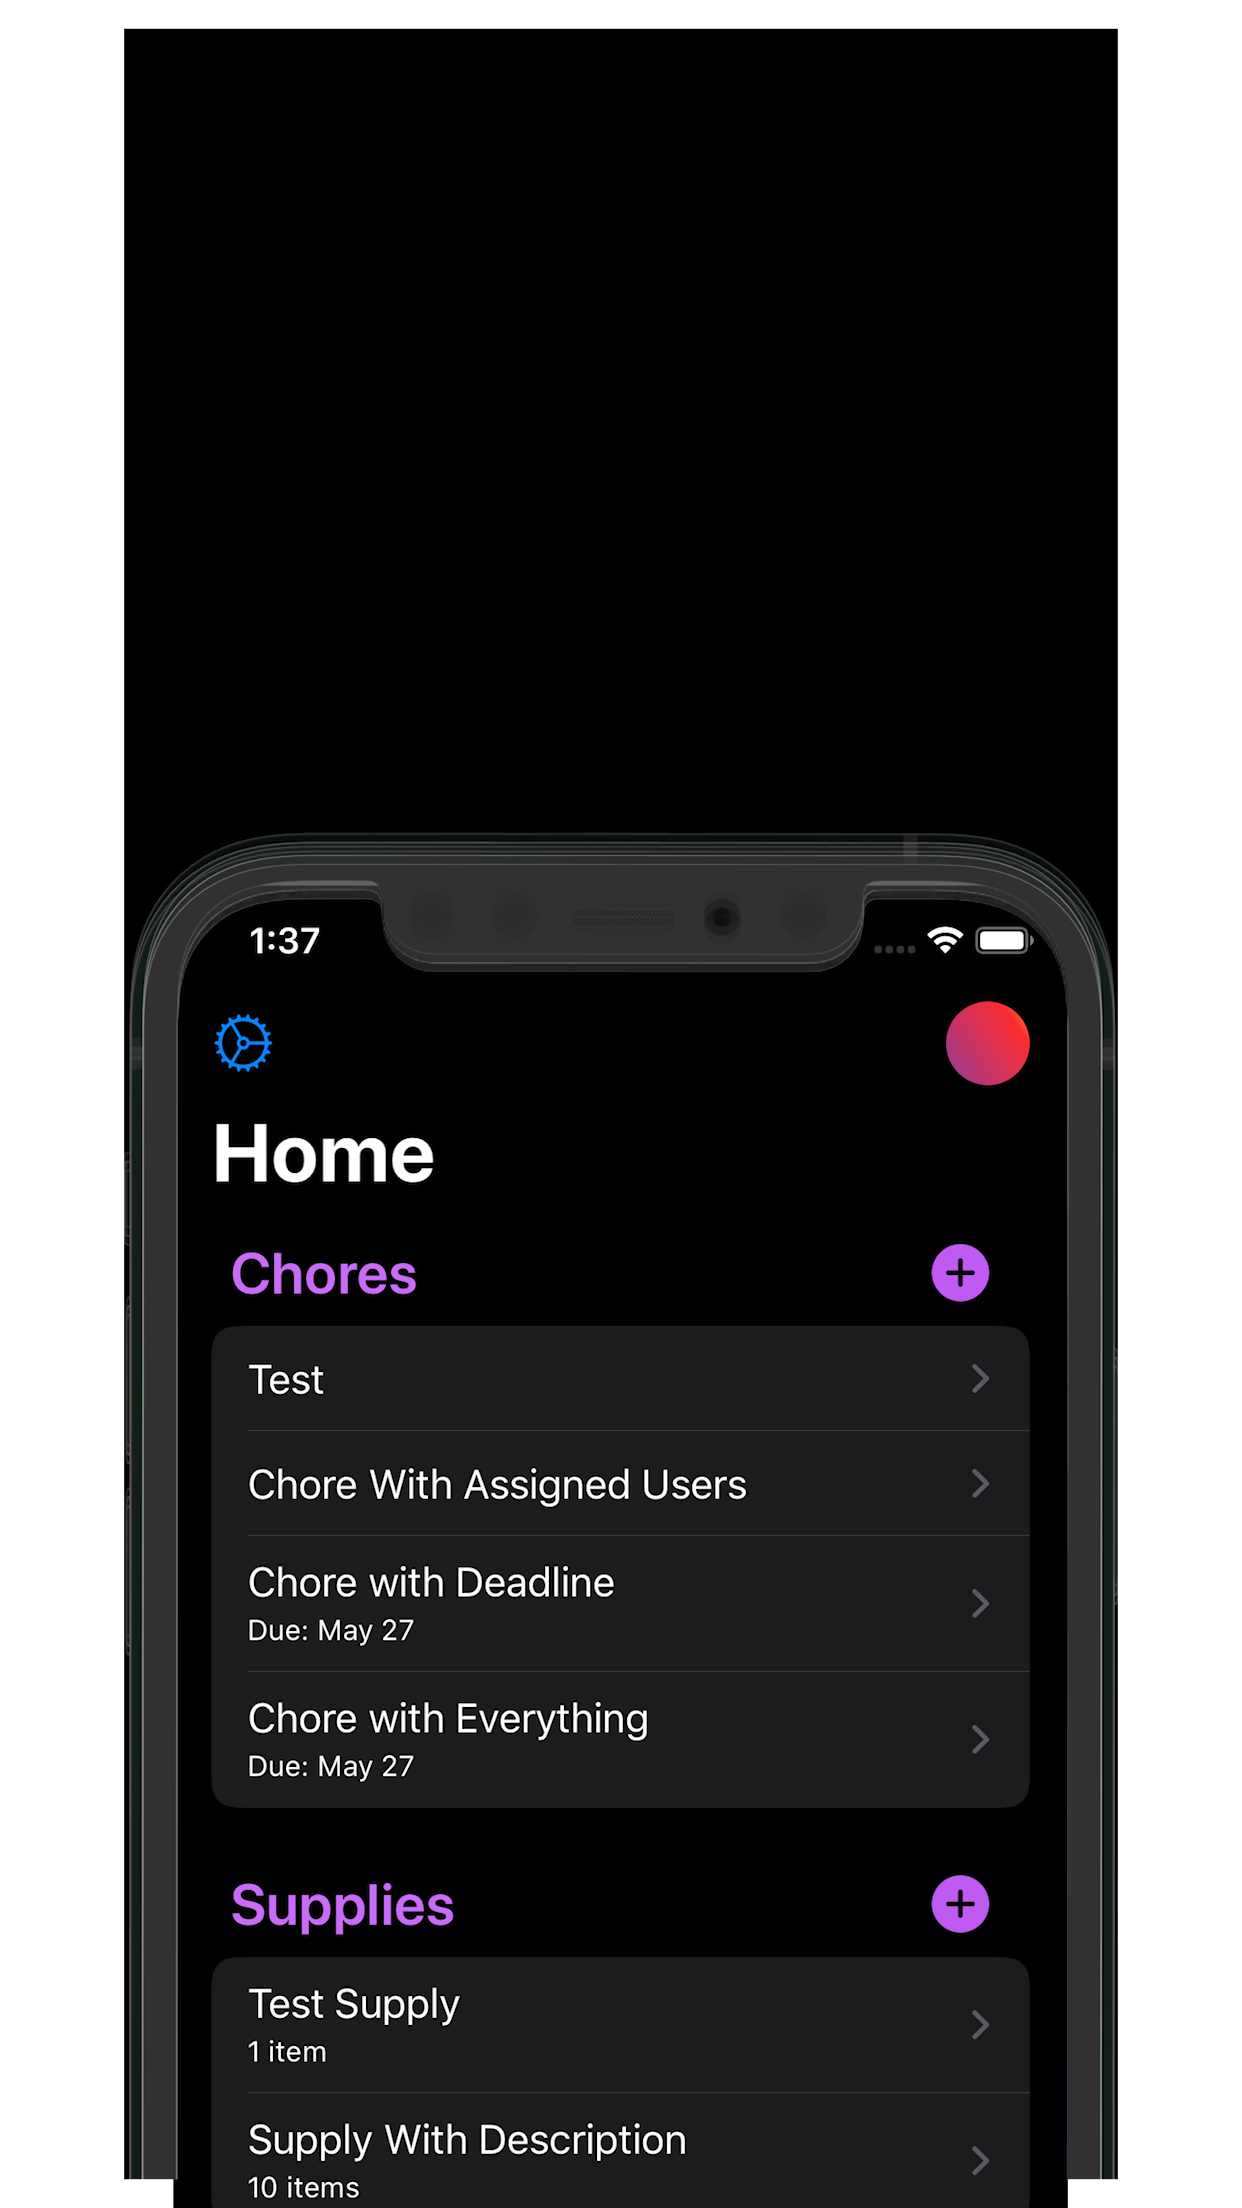 1:37
Home
Chores
Test
Chore With Assigned Users
Chore with Deadline
Due: May 27
Chore with Everything
Due: May 27
Supplies
Test Supply
1 item
Supply With Description
10 items